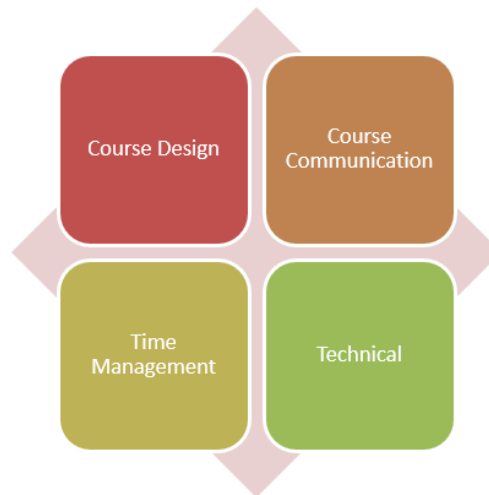 Course Design
Course
Communication
Time
Management
Technical